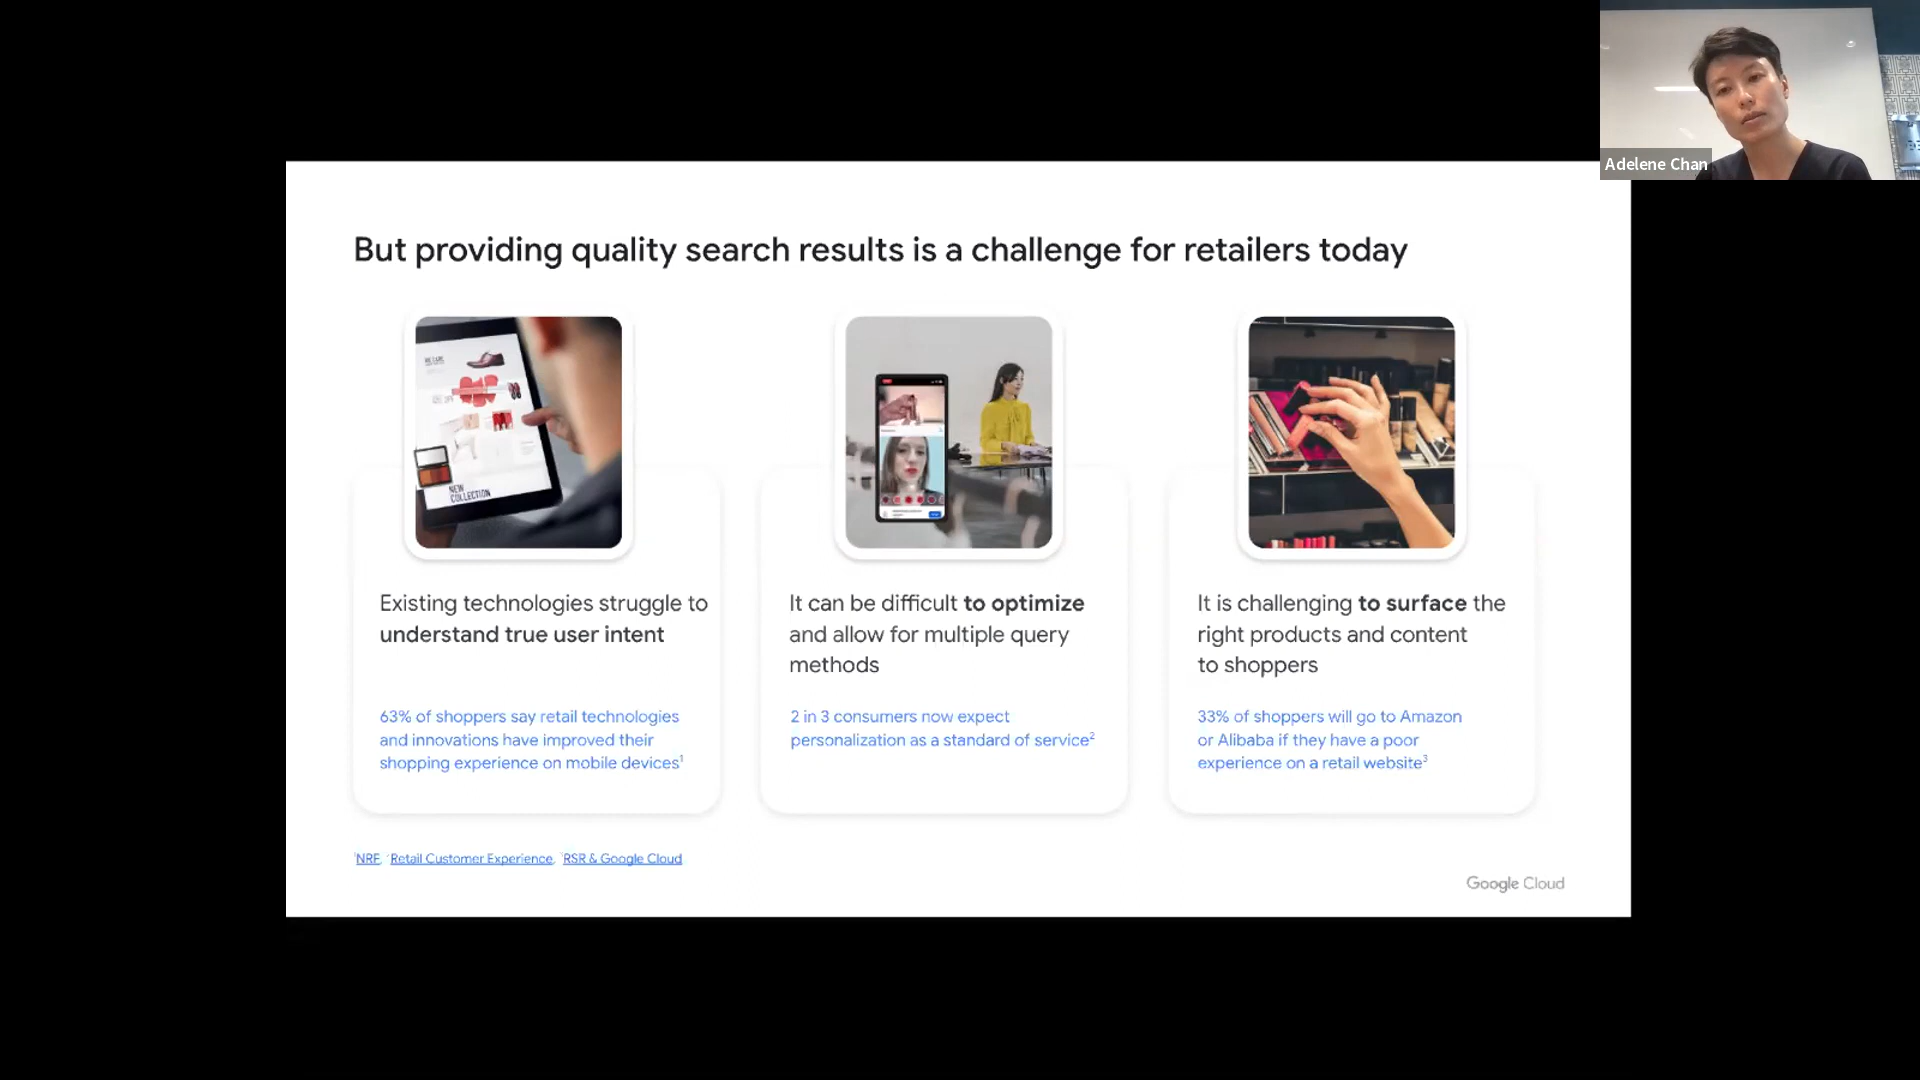 Adelene Chan
But providing quality search results is a challenge for retailers today
NEW
COLLECTION
Existing technologies struggle to
understand true user intent
63% of shoppers say retail technologies
and innovations have improved their
shopping experience on mobile devices¹
It can be difficult to optimize
and allow for multiple query
methods
2 in 3 consumers now expect
personalization as a standard of service²
It is challenging to surface the
right products and content
to shoppers
33% of shoppers will go to Amazon
or Alibaba if they have a poor
experience on a retail website³
¹NRF, ²Retail Customer Experience, ³RSR & Google Cloud
Google Cloud